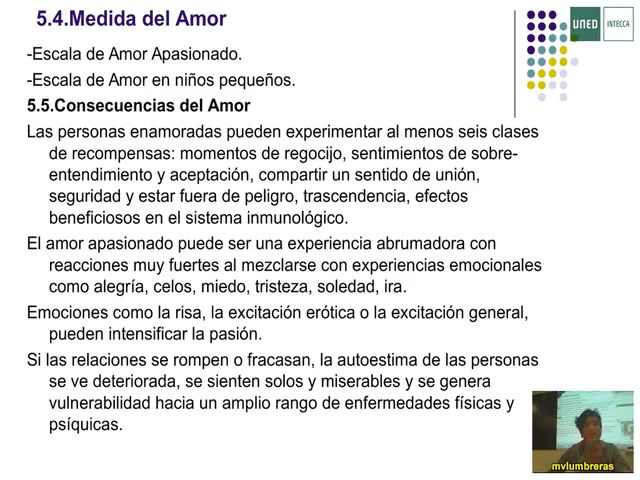 5.4.Medida del Amor
UNED
INTECCA
-Escala de Amor Apasionado.
-Escala de Amor en niños pequeños.
5.5.Consecuencias del Amor
Las personas enamoradas pueden experimentar al menos seis clases
de recompensas: momentos de regocijo, sentimientos de sobre-
entendimiento y aceptación, compartir un sentido de unión,
seguridad y estar fuera de peligro, trascendencia, efectos
beneficiosos en el sistema inmunológico.
El amor apasionado puede ser una experiencia abrumadora con
reacciones muy fuertes al mezclarse con experiencias emocionales
como alegría, celos, miedo, tristeza, soledad, ira.
Emociones como la risa, la excitación erótica o la excitación general,
pueden intensificar la pasión.
Si las relaciones se rompen o fracasan, la autoestima de las personas
se ve deteriorada, se sienten solos y miserables y se genera
vulnerabilidad hacia un amplio rango de enfermedades físicas y
psíquicas.
mvlumbreras